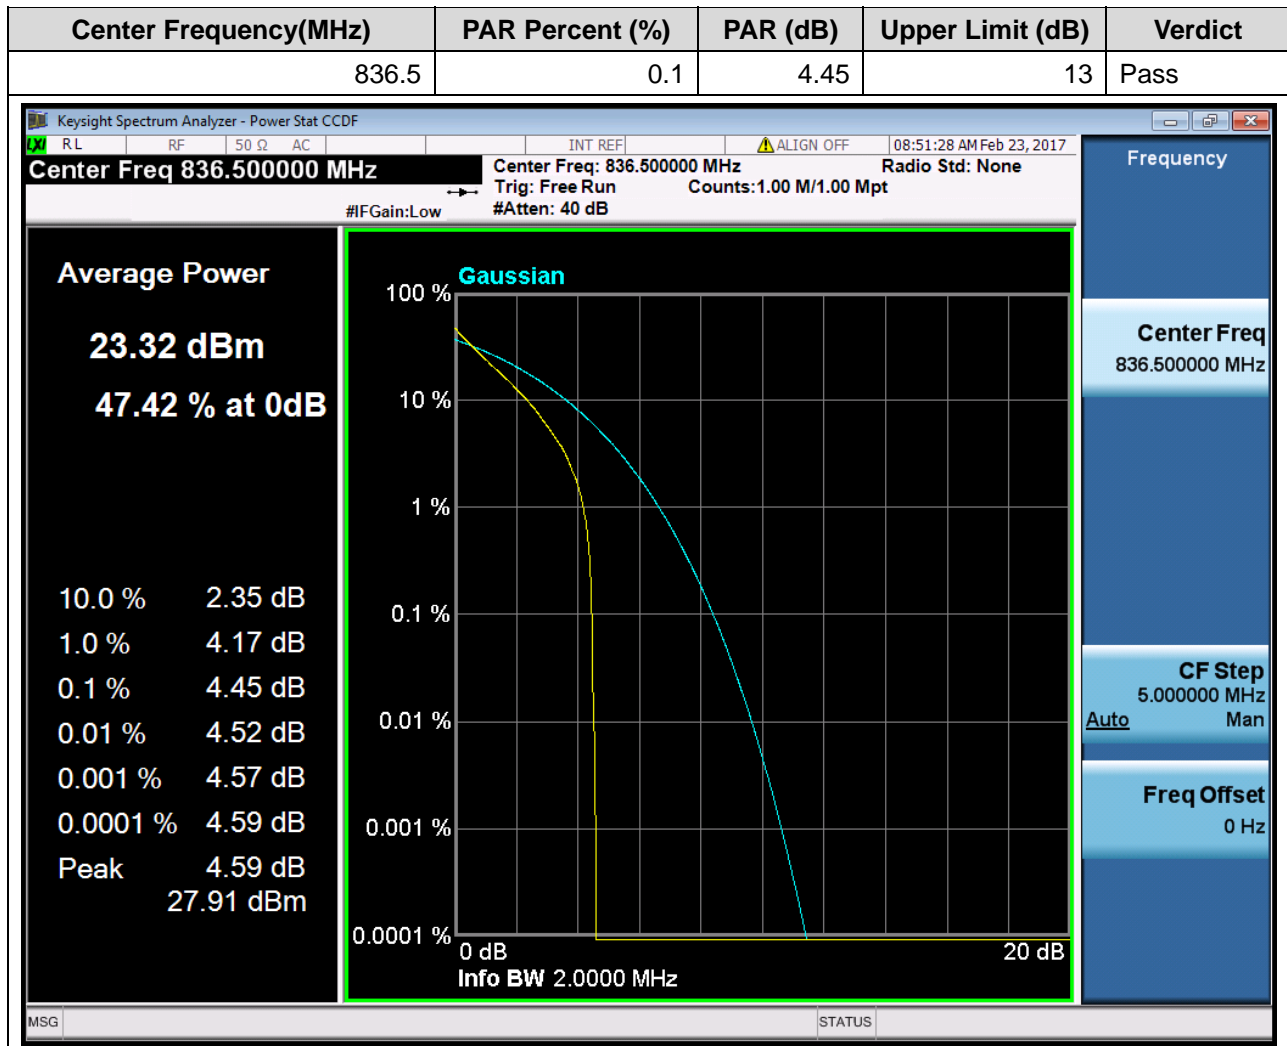 Center Frequency(MHz) PAR Percent (%) PAR (dB) Upper Limit (dB) Verdict
836.5 0.1 4.45 13 Pass
Keysight Spectrum Analyzer - Power Stat CCDF
LXI RL RF 50 Ω AC INT REF ALIGN OFF 08:51:28 AM Feb 23, 2017
Center Freq 836.500000 MHz
Center Freq: 836.500000 MHz Radio Std: None
Trig: Free Run Counts:1.00 M/1.00 Mpt
#IFGain:Low #Atten: 40 dB
Average Power
23.32 dBm
47.42 % at 0dB
10.0 % 2.35 dB
1.0 % 4.17 dB
0.1 % 4.45 dB
0.01 % 4.52 dB
0.001 % 4.57 dB
0.0001 % 4.59 dB
Peak 4.59 dB
27.91 dBm
Gaussian
100 %
10 %
1 %
0.1 %
0.01 %
0.001 %
0.0001 %
0 dB 20 dB
Info BW 2.0000 MHz
Frequency
Center Freq
836.500000 MHz
CF Step
5.000000 MHz
Auto Man
Freq Offset
0 Hz
MSG STATUS